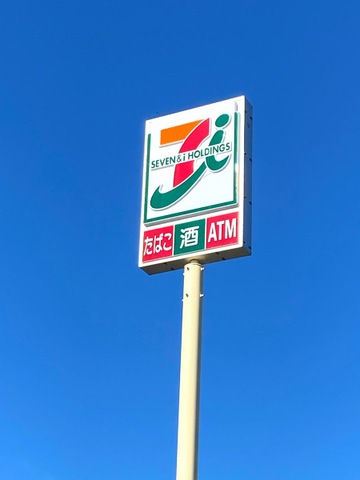 SEVEN & i HOLDINGS
たばこ 酒 ATM